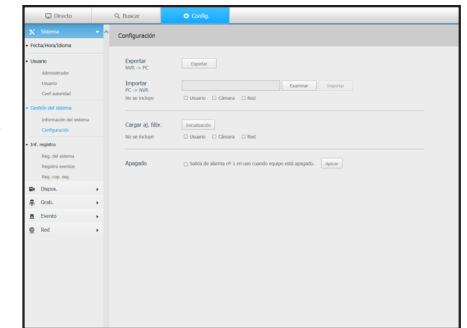 Directo
Buscar
Config.
Sistema
Fecha/Hora/Idioma
Usuario
Administrador
Usuario
Conf autoridad
Gestión del sistema
Información del sistema
Configuración
Inf. registro
Reg. del sistema
Registro eventos
Reg. cop. seg.
Dispos.
Grab.
Evento
Red
Configuración
Exportar
NVR -> PC
Exportar
Importar
PC -> NVR
Examinar
Importar
No se incluye
Usuario
Cámara
Red
Cargar aj. fábr.
Inicialización
No se incluye
Usuario
Cámara
Red
Apagado
Salida de alarma nº 1 en uso cuando equipo está apagado.
Aplicar